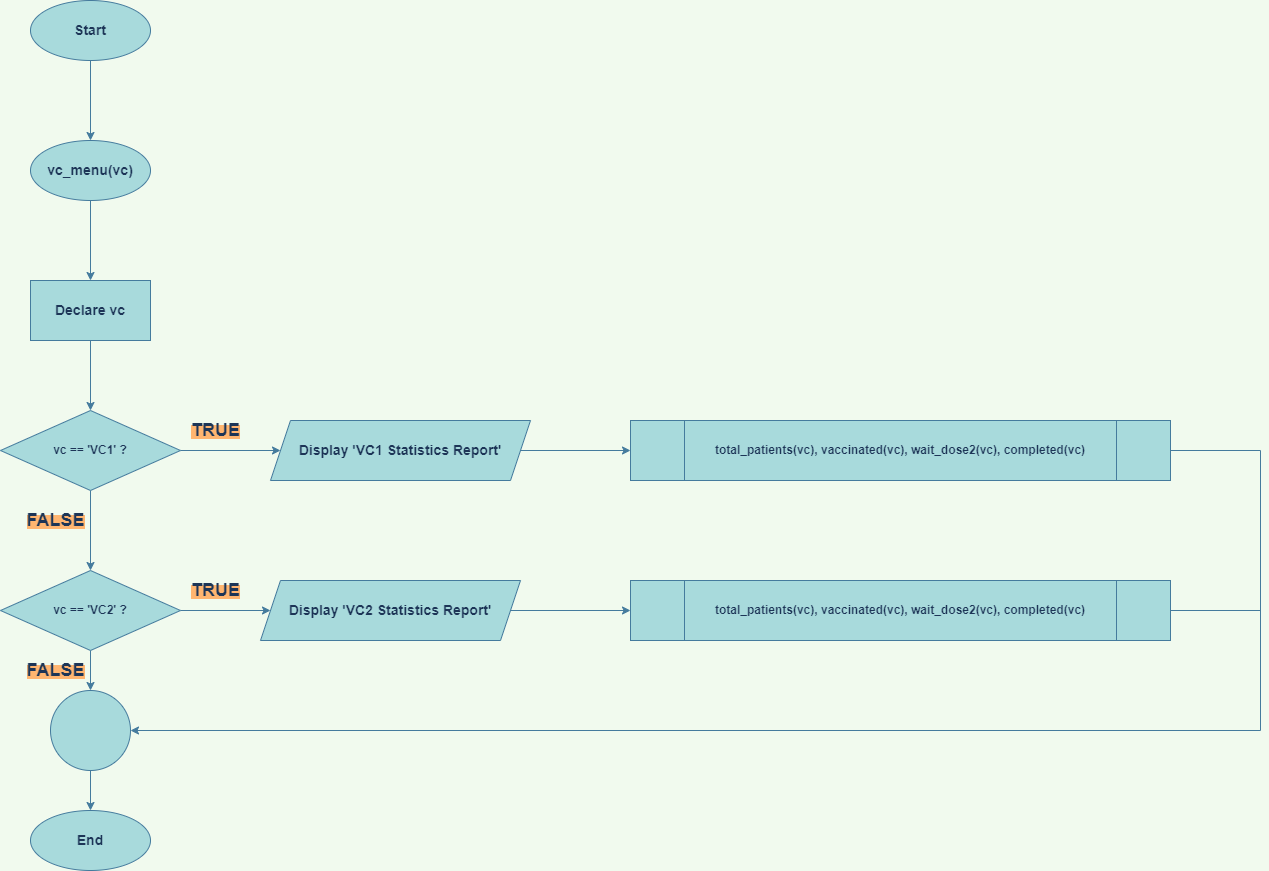 Start
vc_menu(vc)
Declare vc
vc == 'VC1' ?
TRUE
Display 'VC1 Statistics Report'
total_patients(vc), vaccinated(vc), wait_dose2(vc), completed(vc)
FALSE
vc == 'VC2' ?
TRUE
Display 'VC2 Statistics Report'
total_patients(vc), vaccinated(vc), wait_dose2(vc), completed(vc)
FALSE
End